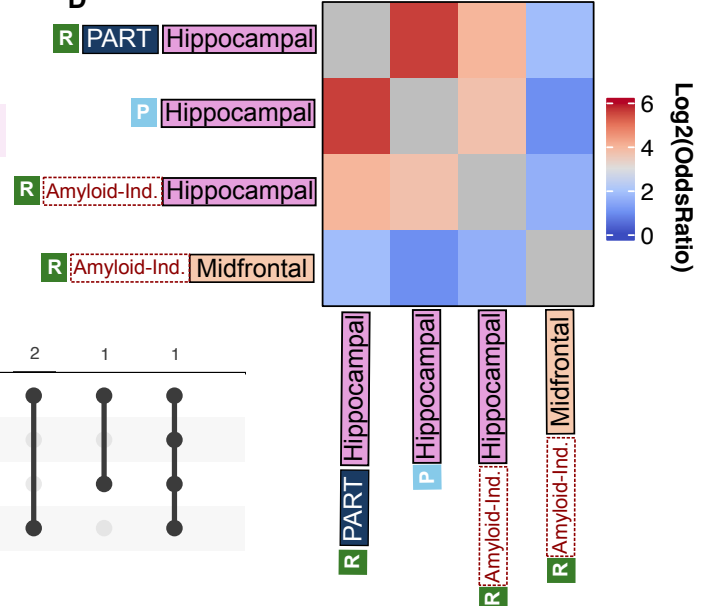 D
R PART Hippocampal
P Hippocampal
R Amyloid-Ind. Hippocampal
R Amyloid-Ind. Midfrontal
6
4
2
0
Log2(OddsRatio)
2 1 1
R PART Hippocampal
P Hippocampal
R Amyloid-Ind. Hippocampal
R Amyloid-Ind. Midfrontal